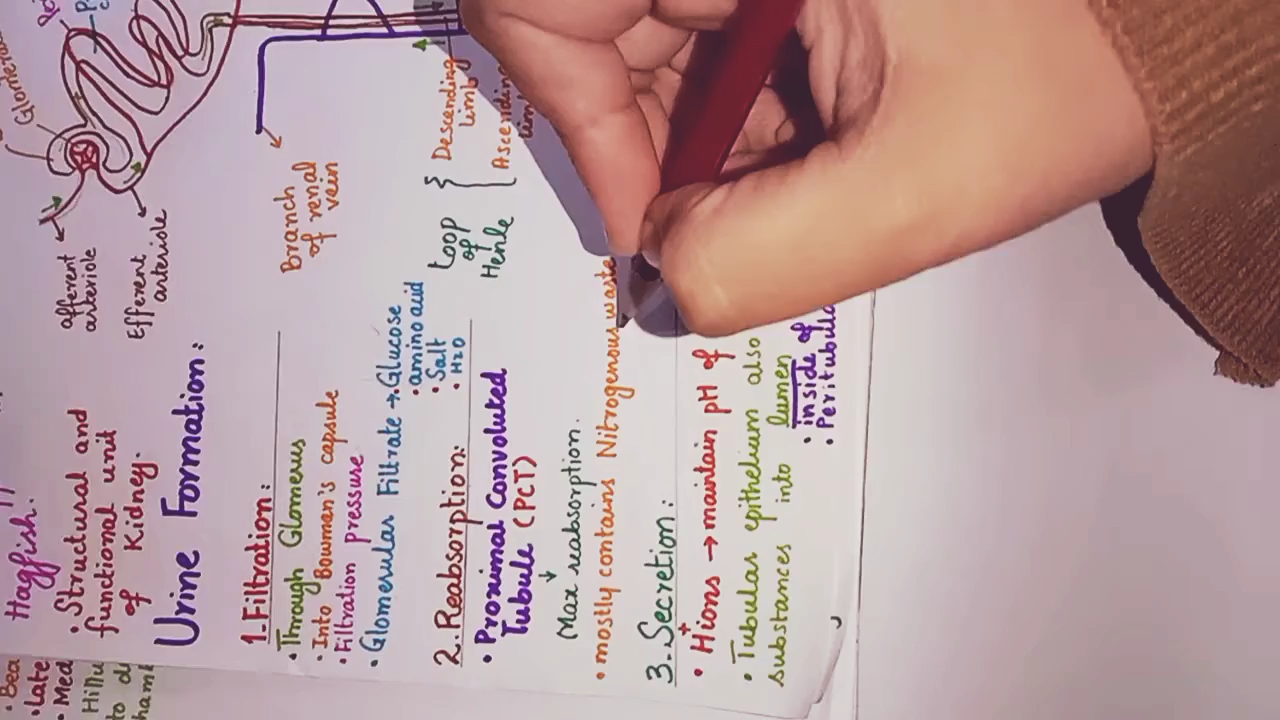 Hagfish.
• Structural and
functional unit
of Kidney.
afferent
arteriole
Efferent
arteriole
Urine Formation:
Branch
of renal
vein
1. Filtration:
• Through Glomerus
• Into Bowman's capsule
• Filtration pressure
• Glomerular Filtrate → • Glucose
• amino acid
• Salt
• H2O
Loop
of
Henle
Descending
limb
Ascending
limb
2. Reabsorption:
• Proximal Convoluted
Tubule (PCT)
Max reabsorption.
• mostly contains Nitrogenous waste
3. Secretion:
• H+ions → maintain pH of
• Tubular epithelium also
substances into lumen
• inside of
• Peritubula
• Late
• Med